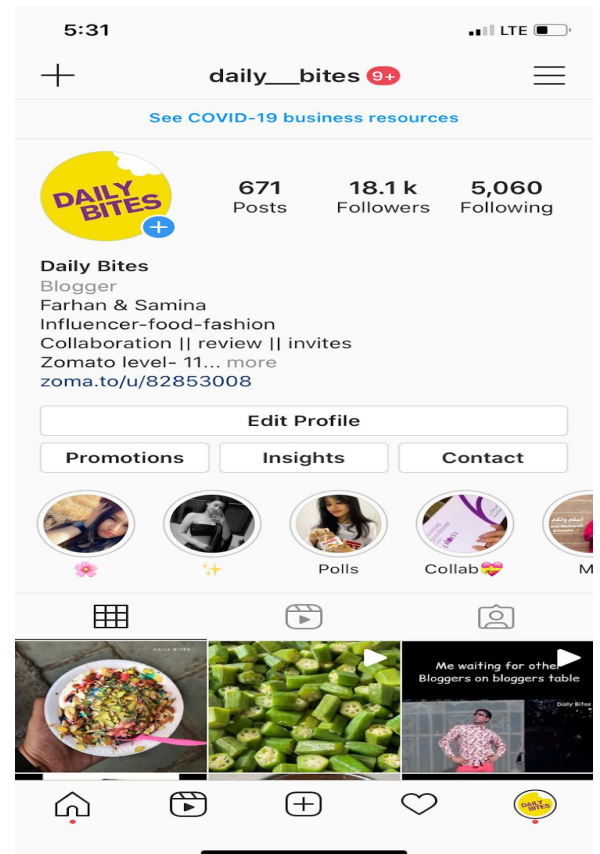 5:31 LTE
daily__bites 9+
See COVID-19 business resources
DAILY
BITES
671 18.1 k 5,060
Posts Followers Following
Daily Bites
Blogger
Farhan & Samina
Influencer-food-fashion
Collaboration || review || invites
Zomato level- 11... more
zoma.to/u/82853008
Edit Profile
Promotions Insights Contact
Polls Collab💝 M
DAILY BITES
Me waiting for other
Bloggers on bloggers table
Daily Bites
DAILY
BITES